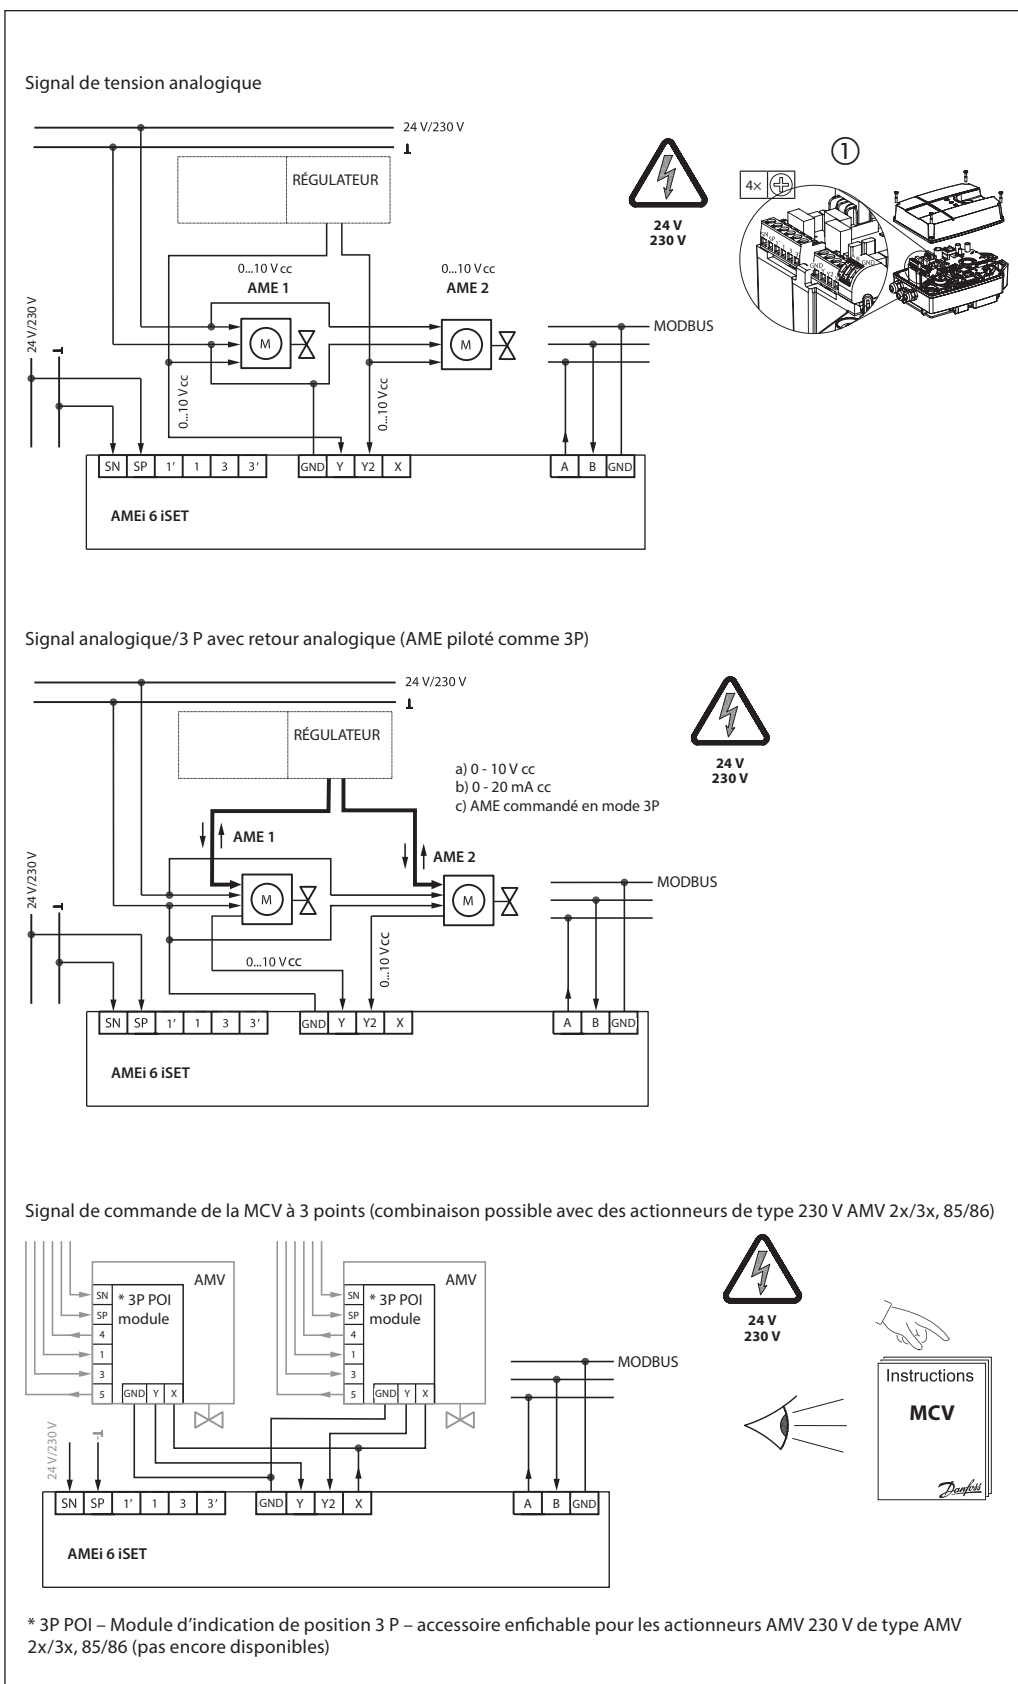 Signal de tension analogique
24 V/230 V
RÉGULATEUR
24 V
230 V
1
4x
0...10 V cc
AME 1
0...10 V cc
AME 2
24 V/230 V
M
M
MODBUS
0...10 V cc
0...10 V cc
SN SP 1' 1 3 3' GND Y Y2 X A B GND
AMEi 6 iSET
Signal analogique/3 P avec retour analogique (AME piloté comme 3P)
24 V/230 V
RÉGULATEUR
24 V
230 V
a) 0 - 10 V cc
b) 0 - 20 mA cc
c) AME commandé en mode 3P
AME 1
AME 2
24 V/230 V
M
M
MODBUS
0...10 V cc
0...10 V cc
SN SP 1' 1 3 3' GND Y Y2 X A B GND
AMEi 6 iSET
Signal de commande de la MCV à 3 points (combinaison possible avec des actionneurs de type 230 V AMV 2x/3x, 85/86)
AMV
SN
SP
4
1
3
5
* 3P POI
module
GND Y X
AMV
SN
SP
4
1
3
5
* 3P POI
module
GND Y X
24 V
230 V
MODBUS
Instructions
MCV
Danfoss
24 V/230 V
SN SP 1' 1 3 3' GND Y Y2 X A B GND
AMEi 6 iSET
* 3P POI – Module d'indication de position 3 P – accessoire enfichable pour les actionneurs AMV 230 V de type AMV
2x/3x, 85/86 (pas encore disponibles)